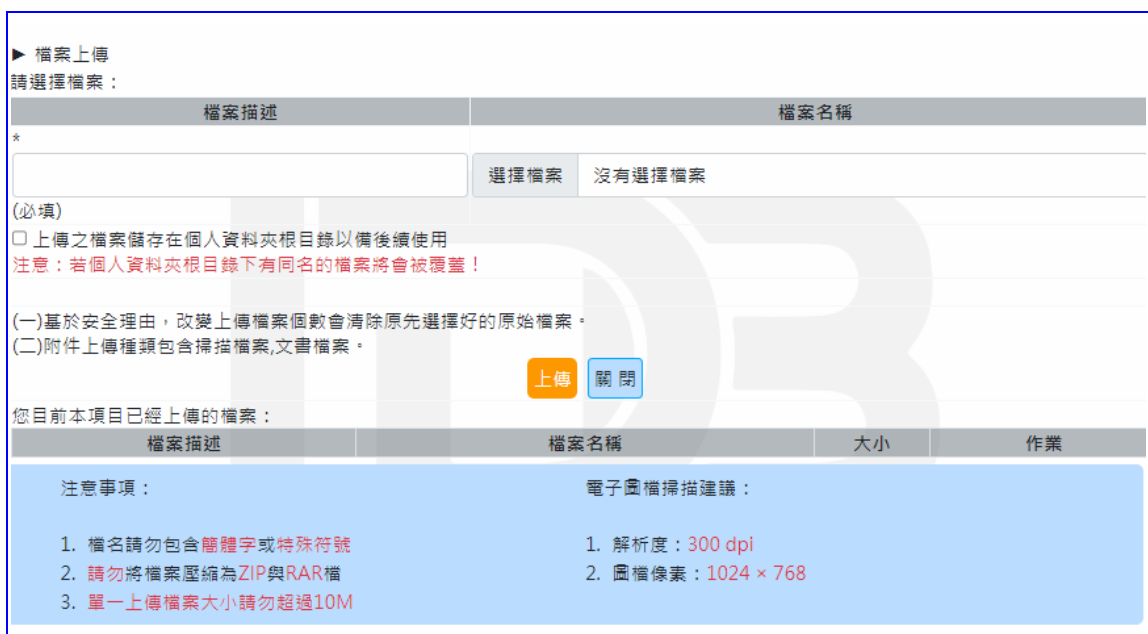 ▶ 檔案上傳
請選擇檔案：
檔案描述 檔案名稱
*
選擇檔案 沒有選擇檔案
(必填)
上傳之檔案儲存在個人資料夾根目錄以備後續使用
注意：若個人資料夾根目錄下有同名的檔案將會被覆蓋！
(一)基於安全理由，改變上傳檔案個數會清除原先選擇好的原始檔案。
(二)附件上傳種類包含掃描檔案,文書檔案。
上傳 關 閉
您目前本項目已經上傳的檔案：
檔案描述 檔案名稱 大小 作業
注意事項：
1. 檔名請勿包含簡體字或特殊符號
2. 請勿將檔案壓縮為ZIP與RAR檔
3. 單一上傳檔案大小請勿超過10M
電子圖檔掃描建議：
1. 解析度：300 dpi
2. 圖檔像素：1024 × 768